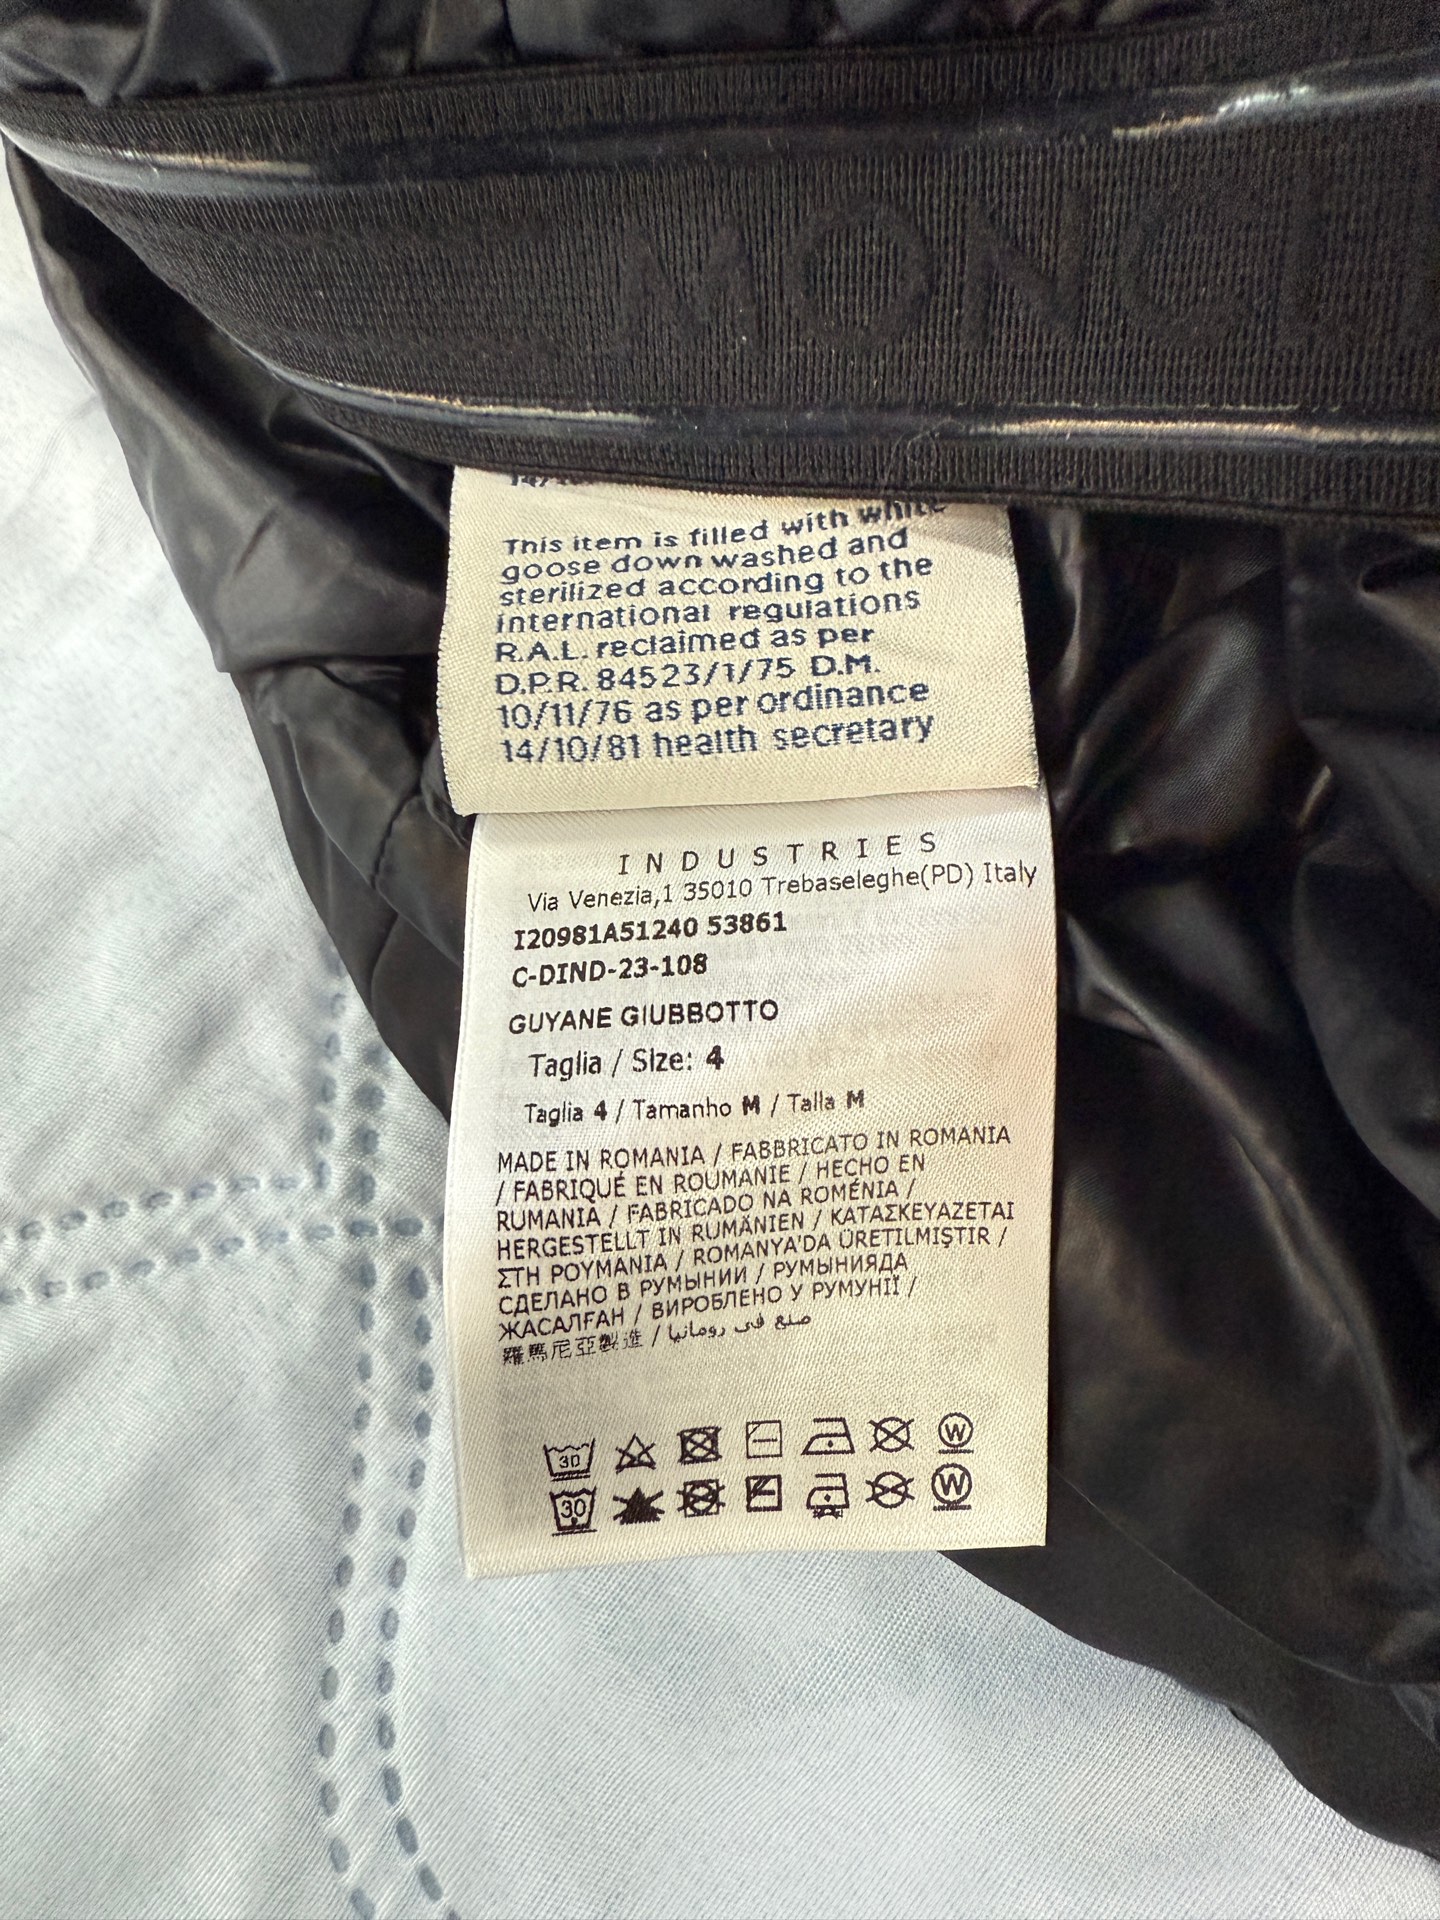 MONCL
This item is filled with white
goose down washed and
sterilized according to the
international regulations
R.A.L. reclaimed as per
D.P.R. 84523/1/75 D.M.
10/11/76 as per ordinance
14/10/81 health secretary
INDUSTRIES
Via Venezia,1 35010 Trebaseleghe(PD) Italy
I20981A51240 53861
C-DIND-23-108
GUYANE GIUBBOTTO
Taglia / Size: 4
Taglia 4 / Tamanho M / Talla M
MADE IN ROMANIA / FABBRICATO IN ROMANIA
/ FABRIQUÉ EN ROUMANIE / HECHO EN
RUMANIA / FABRICADO NA ROMÉNIA /
HERGESTELLT IN RUMÄNIEN / ΚΑΤΑΣΚΕΥΑΖΕΤΑΙ
ΣΤΗ ΡΟΥΜΑΝΙΑ / ROMANYA'DA ÜRETILMIŞTIR /
СДЕЛАНО В РУМЫНИИ / РУМЫНИЯДА
ЖАСАЛҒАН / ВИРОБЛЕНО У РУМУНІЇ /
羅馬尼亞製造 / صنع في رومانيا
30 W
30 W